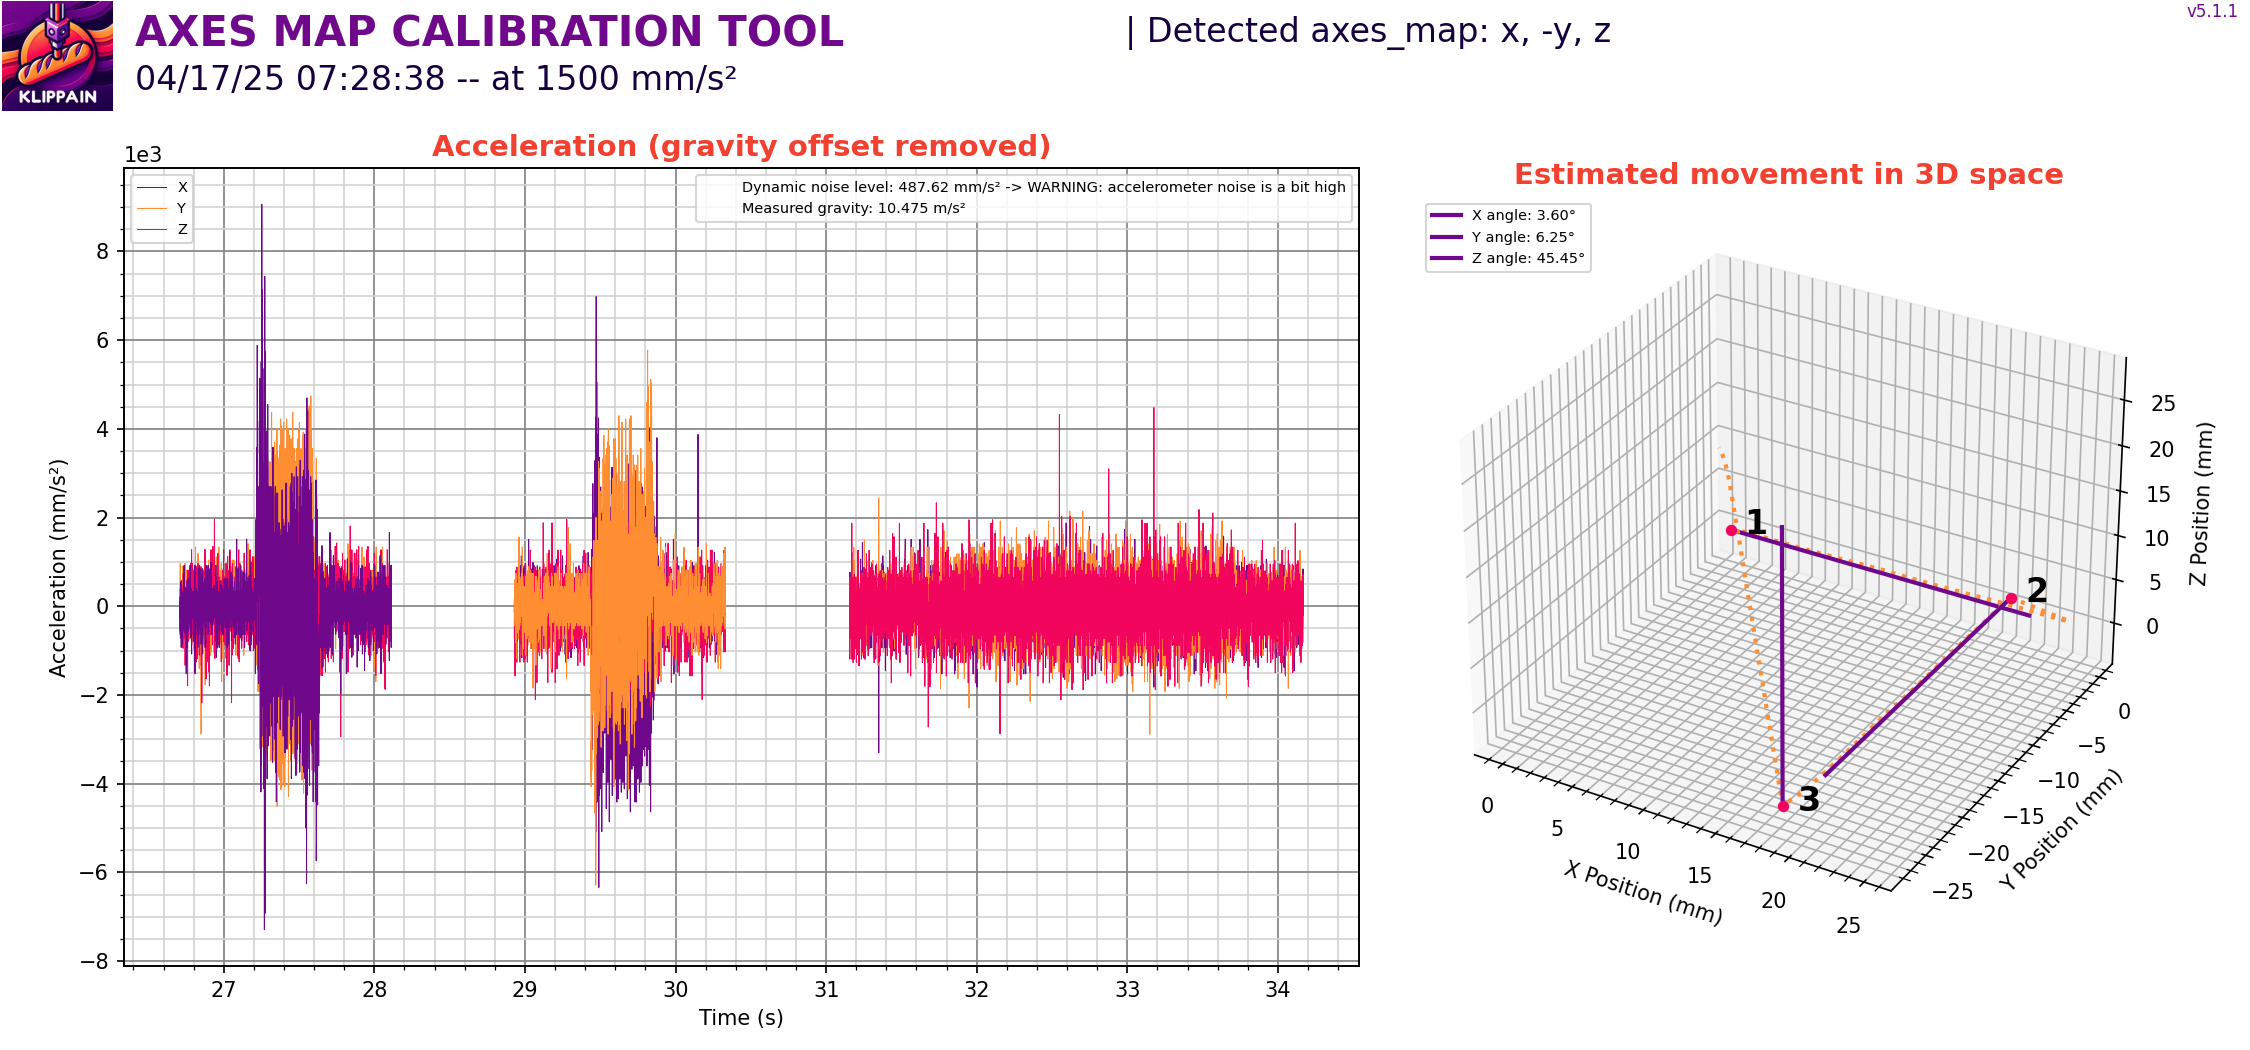 AXES MAP CALIBRATION TOOL
| Detected axes_map: x, -y, z
v5.1.1
04/17/25 07:28:38 -- at 1500 mm/s²
KLIPPAIN
Acceleration (gravity offset removed)
1e3
X
Y
Z
Dynamic noise level: 487.62 mm/s² -> WARNING: accelerometer noise is a bit high
Measured gravity: 10.475 m/s²
8
6
4
2
0
−2
−4
−6
−8
Acceleration (mm/s²)
27 28 29 30 31 32 33 34
Time (s)
Estimated movement in 3D space
X angle: 3.60°
Y angle: 6.25°
Z angle: 45.45°
1
2
3
25
20
15
10
5
0
Z Position (mm)
0
−5
−10
−15
−20
−25
Y Position (mm)
0
5
10
15
20
25
X Position (mm)